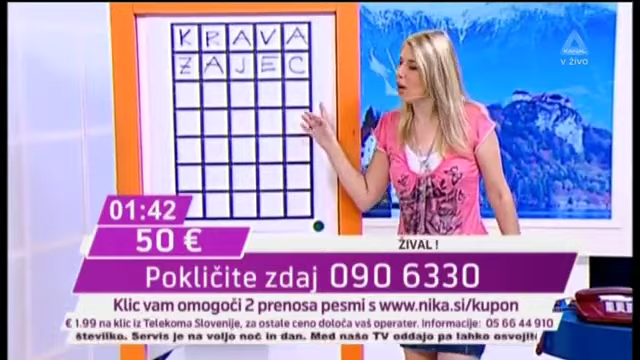 KRAVA
ZAJEC
KANAL A
v živo
01:42
50 €
ŽIVAL !
Pokličite zdaj 090 6330
Klic vam omogoči 2 prenosa pesmi s www.nika.si/kupon
€ 1.99 na klic iz Telekoma Slovenije, za ostale ceno določa vaš operater. Informacije: 05 66 44 910
številko. Servis je na voljo noč in dan. Med našo TV oddajo pa lahko osvojite